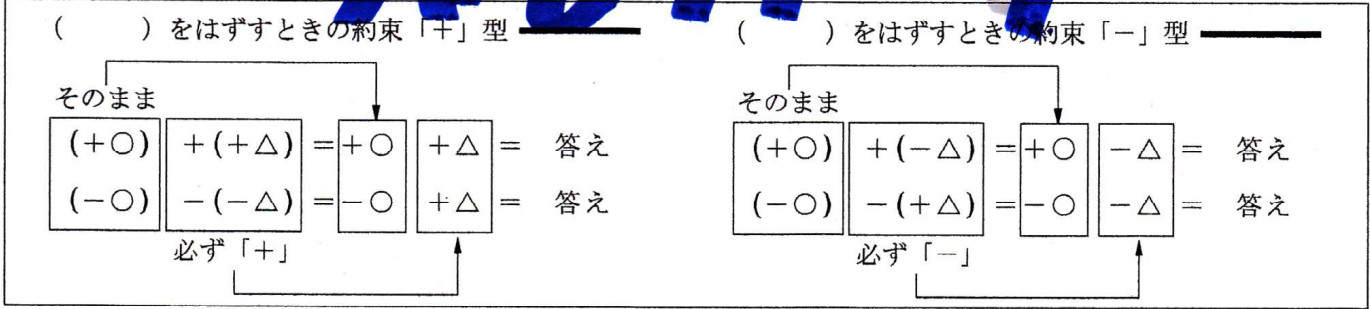 (　　)をはずすときの約束「+」型
そのまま
(+○) +(+△) =+○ +△ = 答え
(-○) -(-△) =-○ +△ = 答え
必ず「+」
(　　)をはずすときの約束「-」型
そのまま
(+○) +(-△) =+○ -△ = 答え
(-○) -(+△) =-○ -△ = 答え
必ず「-」